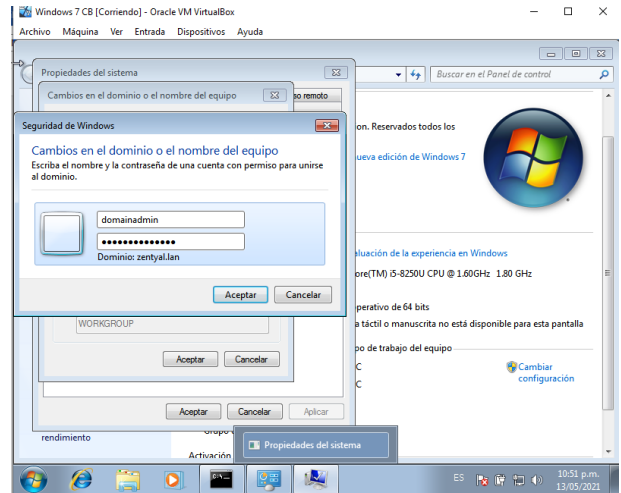 Windows 7 CB [Corriendo] - Oracle VM VirtualBox
Archivo Máquina Ver Entrada Dispositivos Ayuda
Buscar en el Panel de control
Propiedades del sistema
Cambios en el dominio o el nombre del equipo
so remoto
Seguridad de Windows
Cambios en el dominio o el nombre del equipo
Escriba el nombre y la contraseña de una cuenta con permiso para unirse
al dominio.
domainadmin
Dominio: zentyal.lan
Aceptar Cancelar
ion. Reservados todos los
ueva edición de Windows 7
aluación de la experiencia en Windows
ore(TM) i5-8250U CPU @ 1.60GHz 1.80 GHz
perativo de 64 bits
a táctil o manuscrita no está disponible para esta pantalla
po de trabajo del equipo
C
C
Cambiar
configuración
WORKGROUP
Aceptar Cancelar
Aceptar Cancelar Aplicar
rendimiento
Activación
Propiedades del sistema
ES
10:51 p.m.
13/05/2021